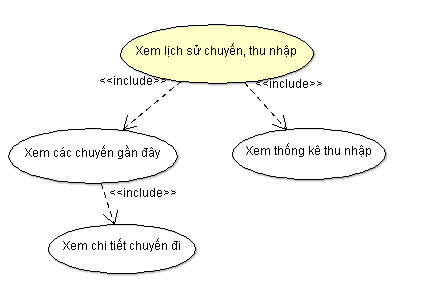 Xem lịch sử chuyến, thu nhập
<<include>>
<<include>>
Xem các chuyến gần đây
Xem thống kê thu nhập
<<include>>
Xem chi tiết chuyến đi